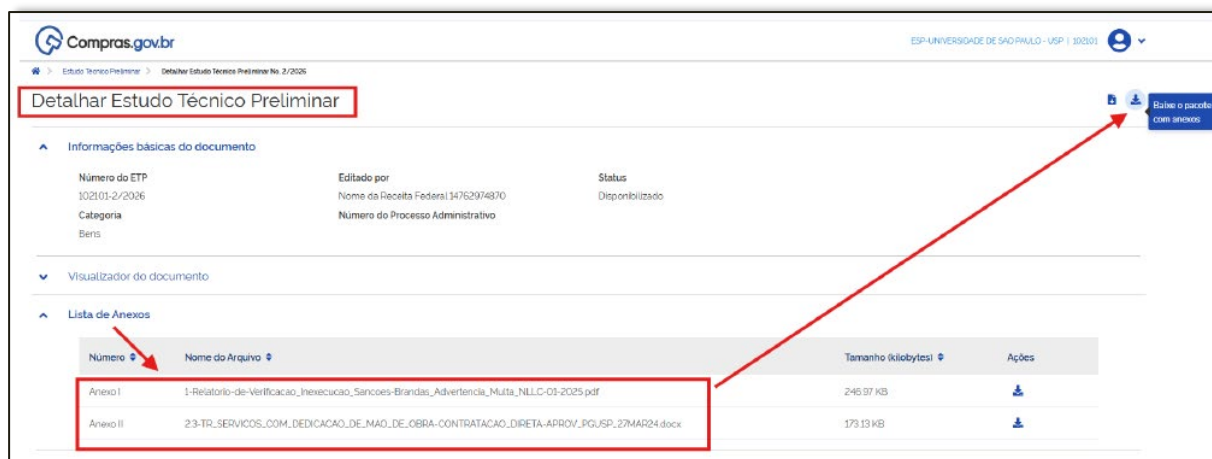 Compras.gov.br
ESP-UNIVERSIDADE DE SAO PAULO - USP | 102101
Estudo Técnico Preliminar > Detalhar Estudo Técnico Preliminar No. 2/2026
Detalhar Estudo Técnico Preliminar
Baixe o pacote com anexos
Informações básicas do documento
Número do ETP Editado por Status
102101-2/2026 Nome da Receita Federal 14762974870 Disponibilizado
Categoria Número do Processo Administrativo
Bens
Visualizador do documento
Lista de Anexos
Número Nome do Arquivo Tamanho (kilobytes) Ações
Anexo I 1-Relatorio-de-Verificacao_Inexecucao_Sancoes-Brandas_Advertencia_Multa_NLLC-01-2025.pdf 246.97 KB
Anexo II 2.3-TR_SERVICOS_COM_DEDICACAO_DE_MAO_DE_OBRA-CONTRATACAO_DIRETA-APROV_PGUSP_27MAR24.docx 173.13 KB